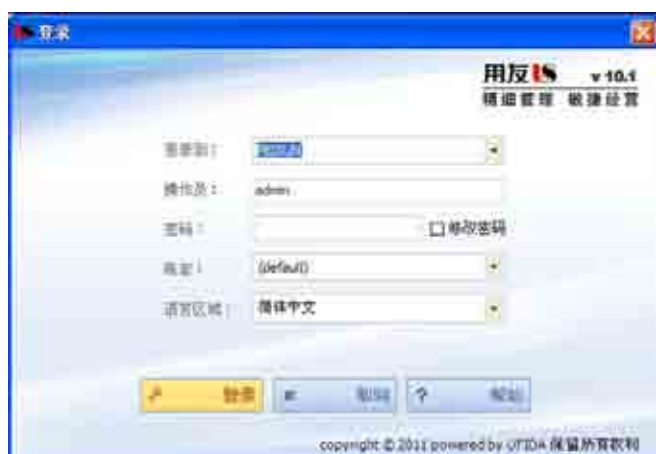 登录
用友U8 v 10.1
精细管理 敏捷经营
登录到：
操作员： admin
密码： 修改密码
账套： (default)
语言区域： 简体中文
登录 取消 ? 帮助
copyright © 2011 powered by UFIDA 保留所有权利